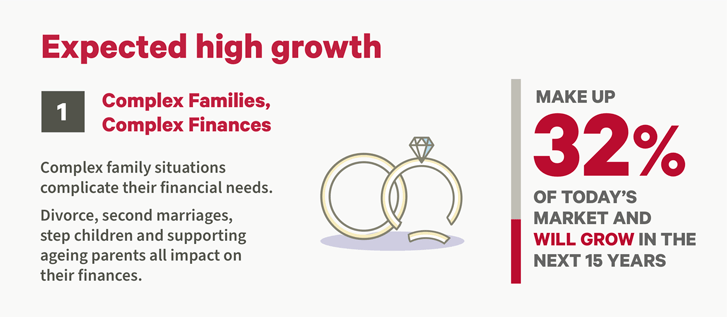 Expected high growth
1
Complex Families,
Complex Finances
Complex family situations
complicate their financial needs.
Divorce, second marriages,
step children and supporting
ageing parents all impact on
their finances.
MAKE UP
32%
OF TODAY'S
MARKET AND
WILL GROW IN THE
NEXT 15 YEARS